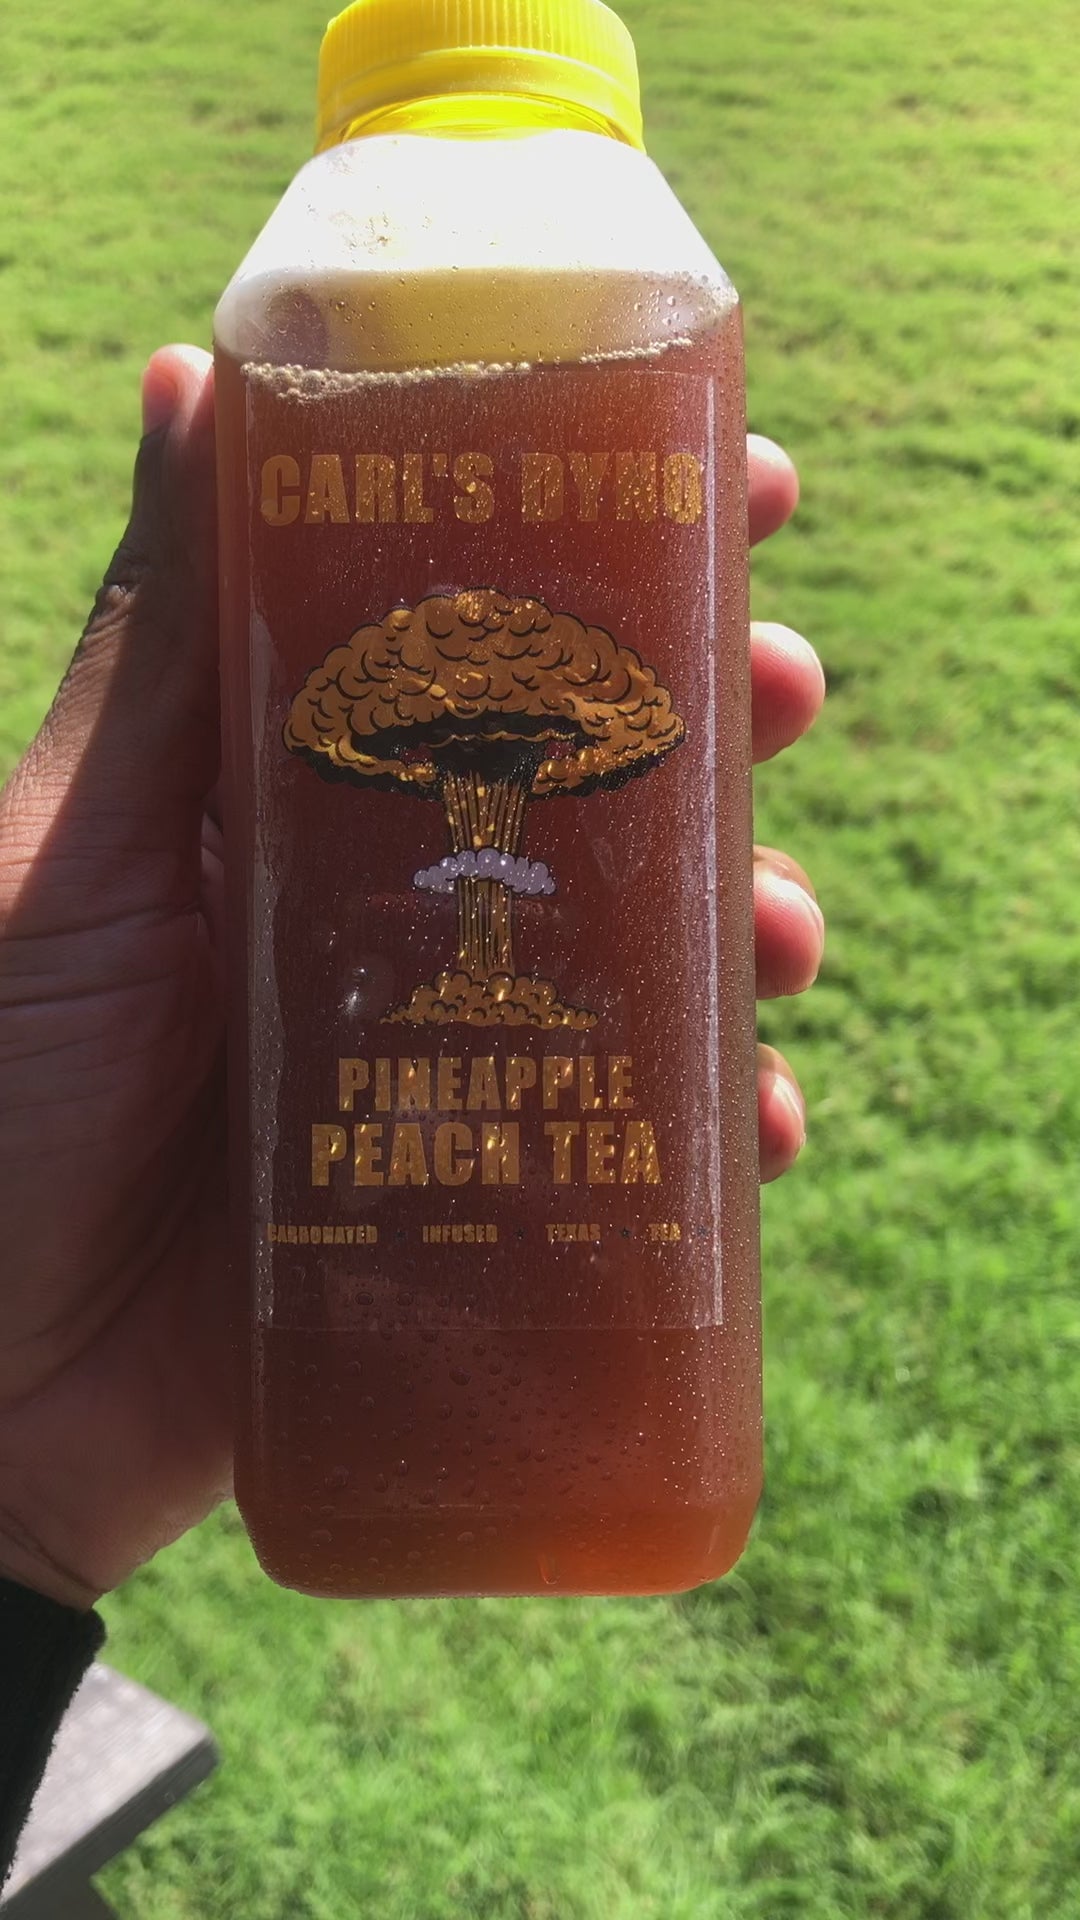 CARL'S DYNO
PINEAPPLE
PEACH TEA
CARBONATED ★ INFUSED ★ TEXAS ★ TEA ★